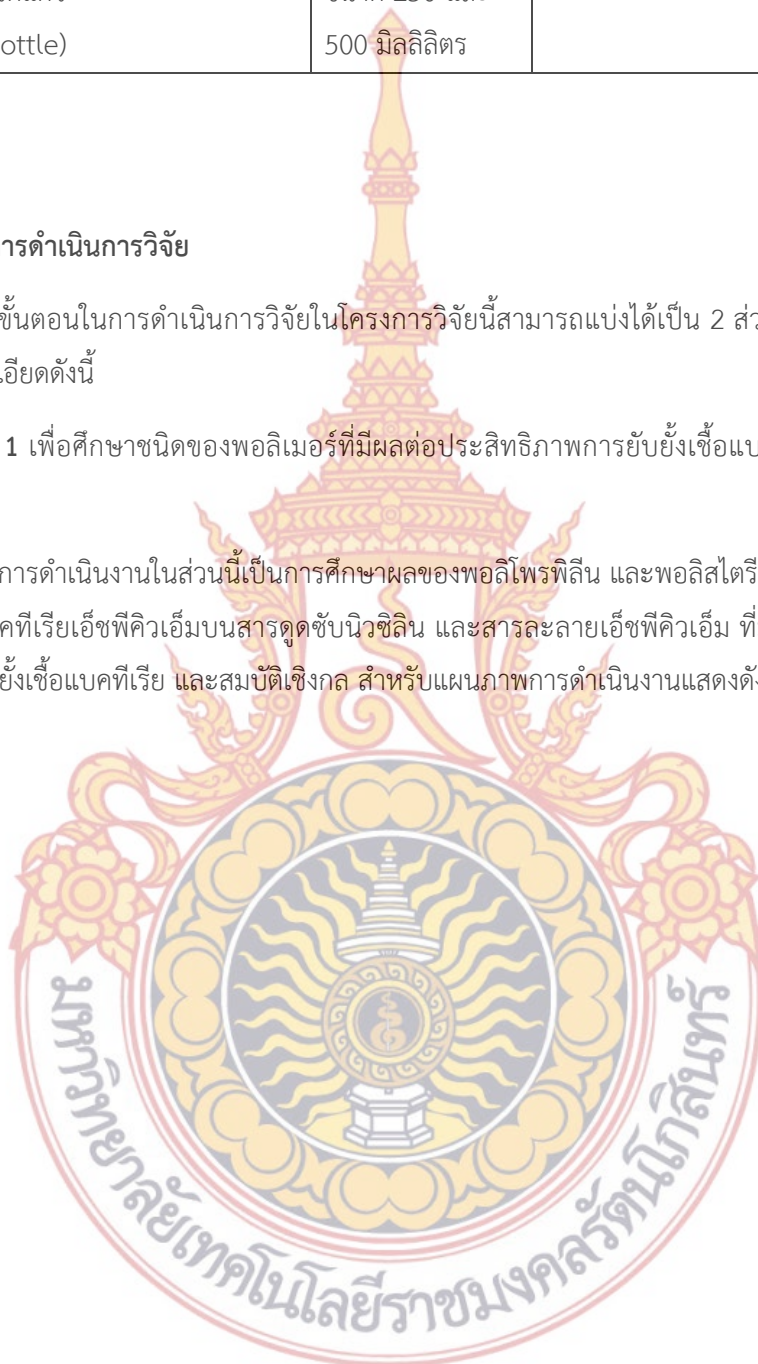 500 มิลลิลิตร
ottle)
ารดำเนินการวิจัย
ขั้นตอนในการดำเนินการวิจัยในโครงการวิจัยนี้สามารถแบ่งได้เป็น 2 ส่ว
เอียดดังนี้
1 เพื่อศึกษาชนิดของพอลิเมอร์ที่มีผลต่อประสิทธิภาพการยับยั้งเชื้อแบ
การดำเนินงานในส่วนนี้เป็นการศึกษาผลของพอลิโพรพิลีน และพอลิสไตรี
คทีเรียเอ็ชพีคิวเอ็มบนสารดูดซับนิวซิลิน และสารละลายเอ็ชพีคิวเอ็ม ที่
ยั้งเชื้อแบคทีเรีย และสมบัติเชิงกล สำหรับแผนภาพการดำเนินงานแสดงดัง
มหาวิทยาลัยเทคโนโลยีราชมงคลรัตนโกสินทร์